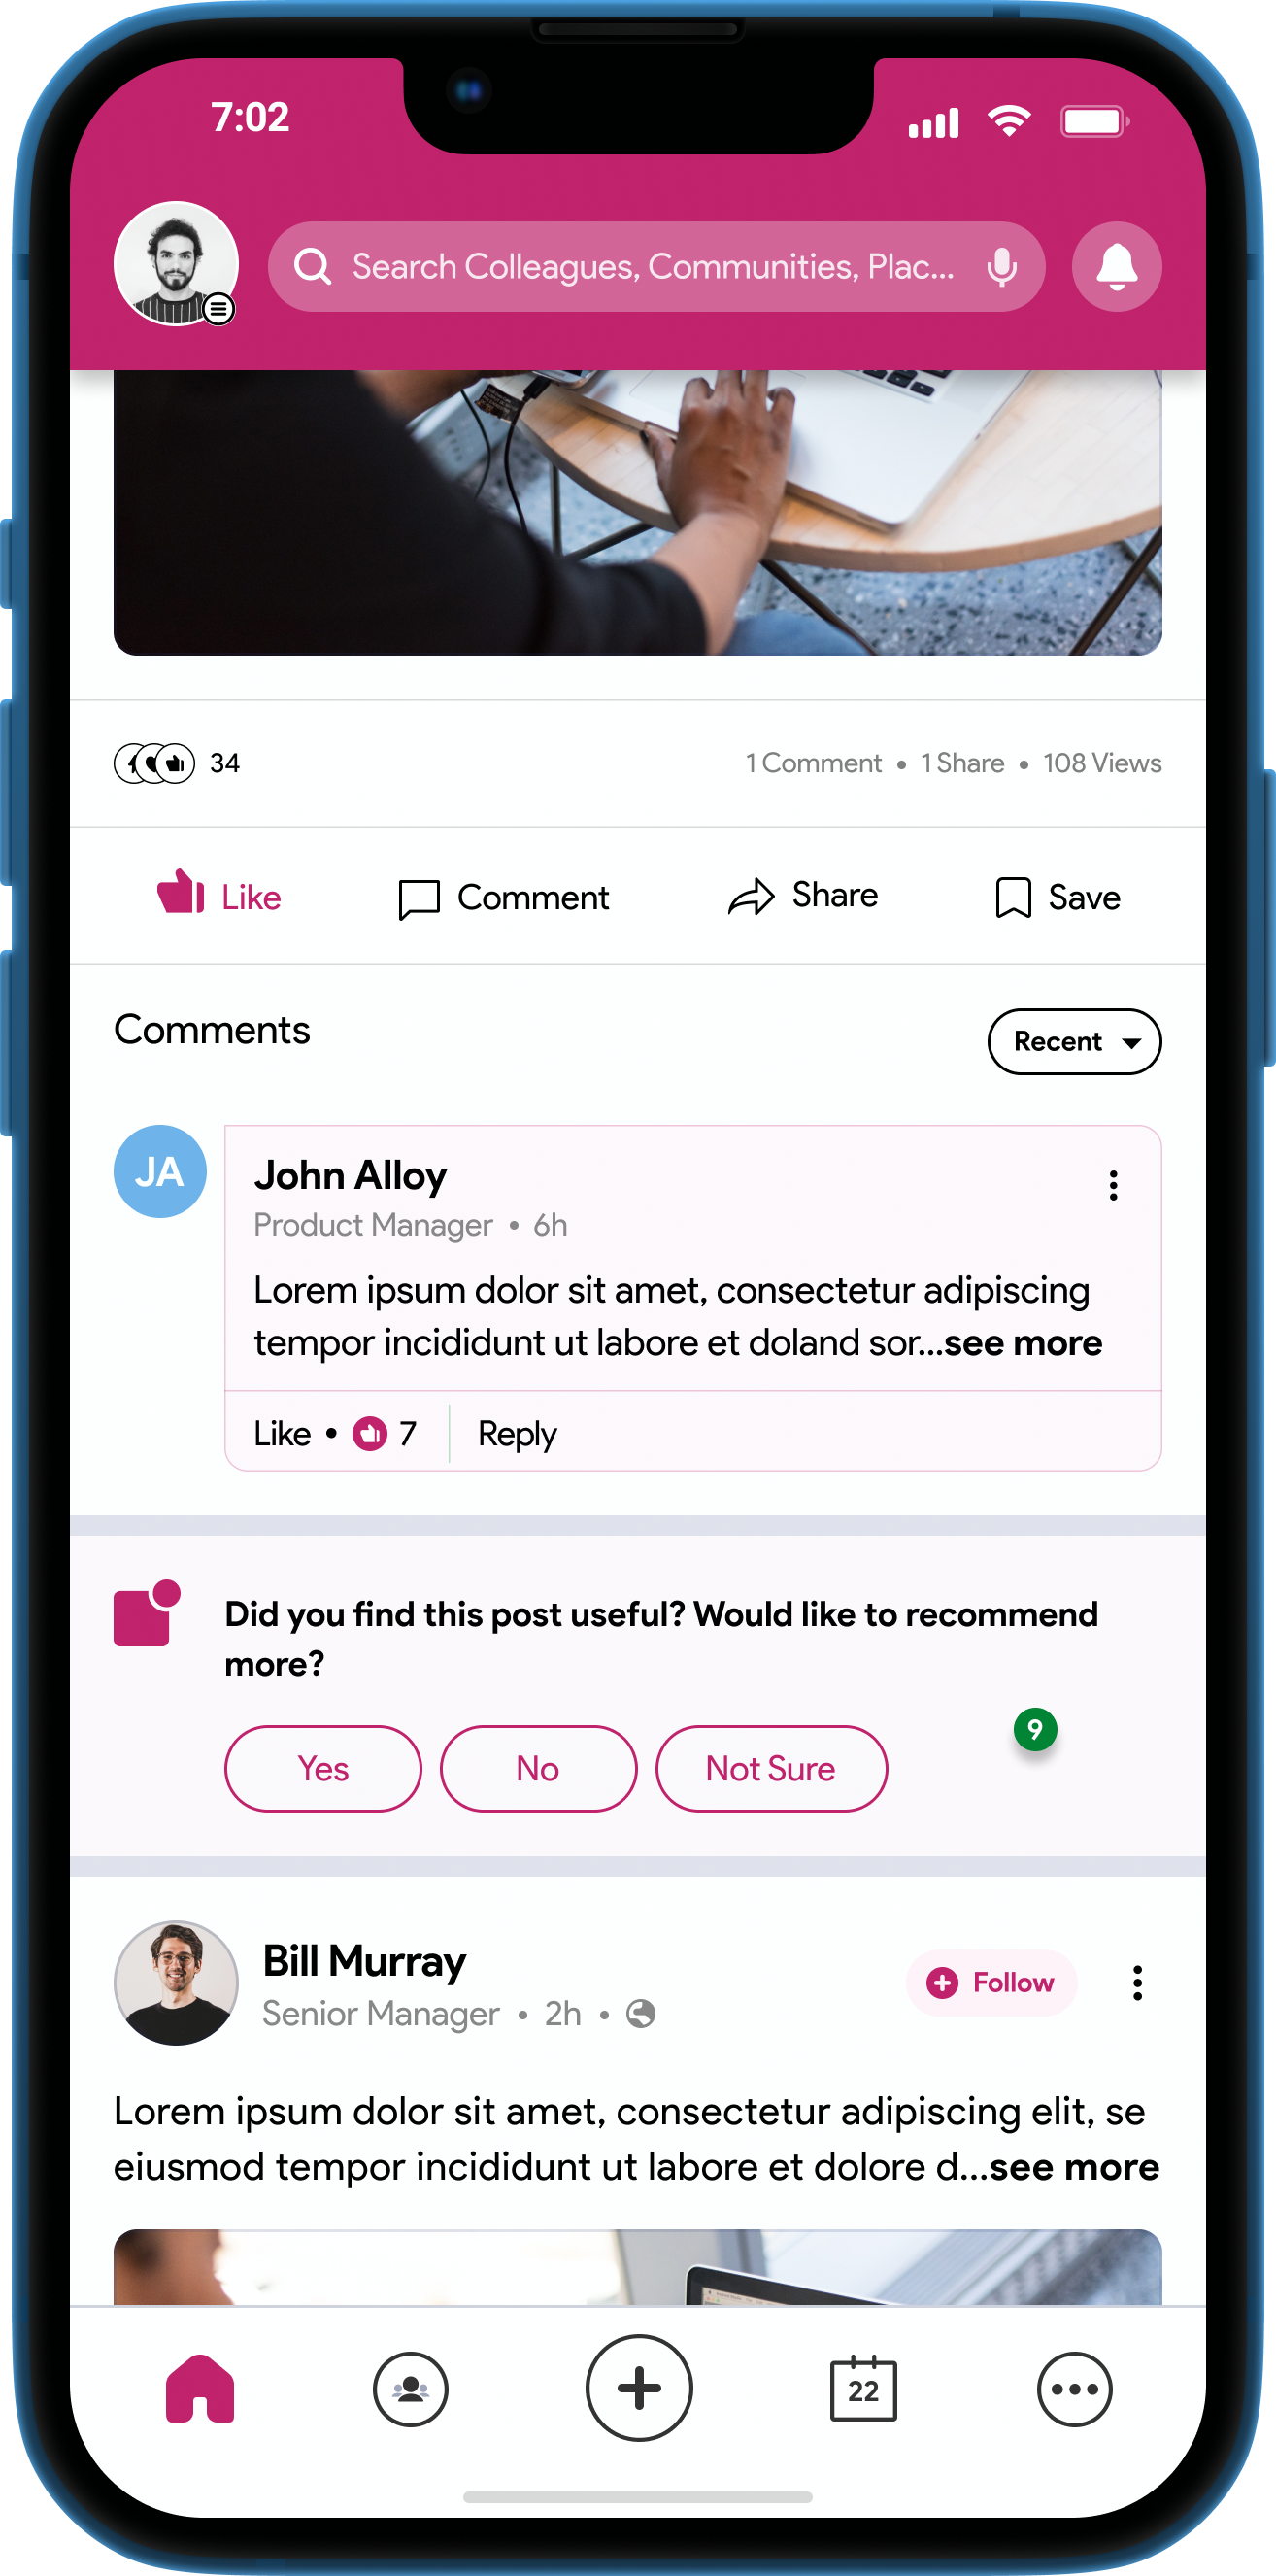 7:02
Search Colleagues, Communities, Plac...
34
1 Comment • 1 Share • 108 Views
Like
Comment
Share
Save
Comments
Recent
JA
John Alloy
Product Manager • 6h
Lorem ipsum dolor sit amet, consectetur adipiscing
tempor incididunt ut labore et doland sor...see more
Like • 7
Reply
Did you find this post useful? Would like to recommend
more?
9
Yes
No
Not Sure
Bill Murray
Senior Manager • 2h •
Follow
Lorem ipsum dolor sit amet, consectetur adipiscing elit, se
eiusmod tempor incididunt ut labore et dolore d...see more
22